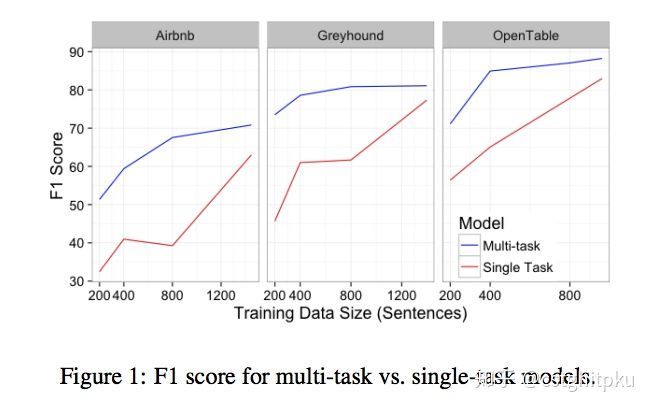 Airbnb Greyhound OpenTable
90
80
70
60
50
40
30
F1 Score
Model
Multi-task
Single Task
200 400 800 1200 200 400 800 1200 200 400 800
Training Data Size (Sentences)
Figure 1: F1 score for multi-task vs. single-task models.